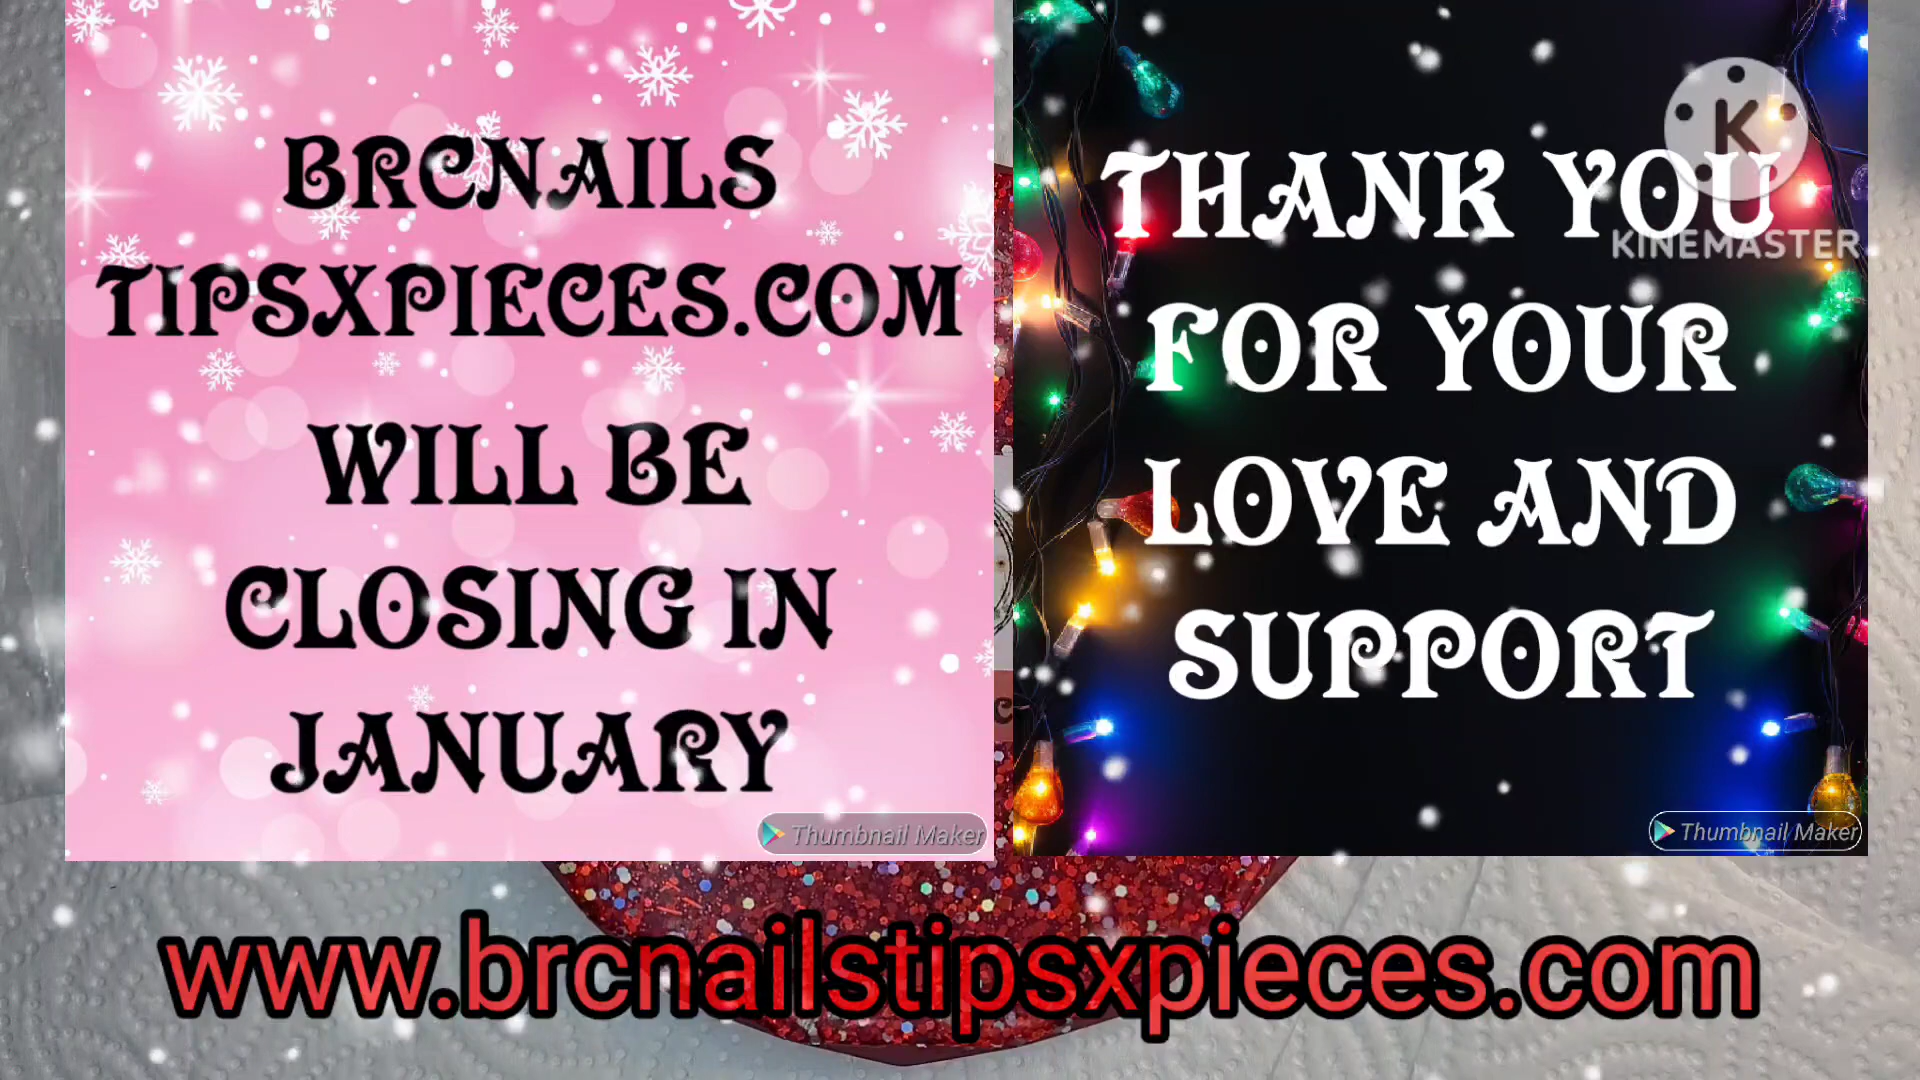 BRCNAILS
TIPSXPIECES.COM
WILL BE
CLOSING IN
JANUARY
Thumbnail Maker
THANK YOU
FOR YOUR
LOVE AND
SUPPORT
K
KINEMASTER
Thumbnail Maker
www.brcnailstipsxpieces.com